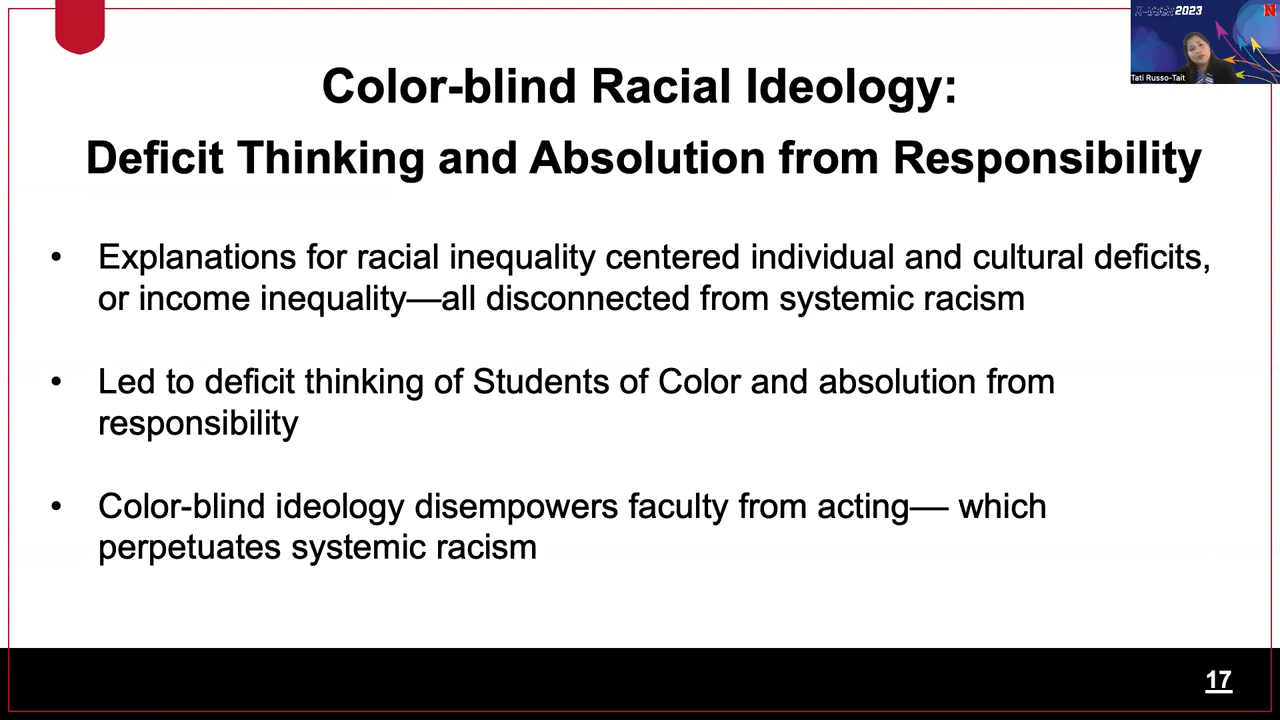 2023
N
Tati Russo-Tait
Color-blind Racial Ideology:
Deficit Thinking and Absolution from Responsibility
• Explanations for racial inequality centered individual and cultural deficits,
or income inequality—all disconnected from systemic racism
• Led to deficit thinking of Students of Color and absolution from
responsibility
• Color-blind ideology disempowers faculty from acting— which
perpetuates systemic racism
17